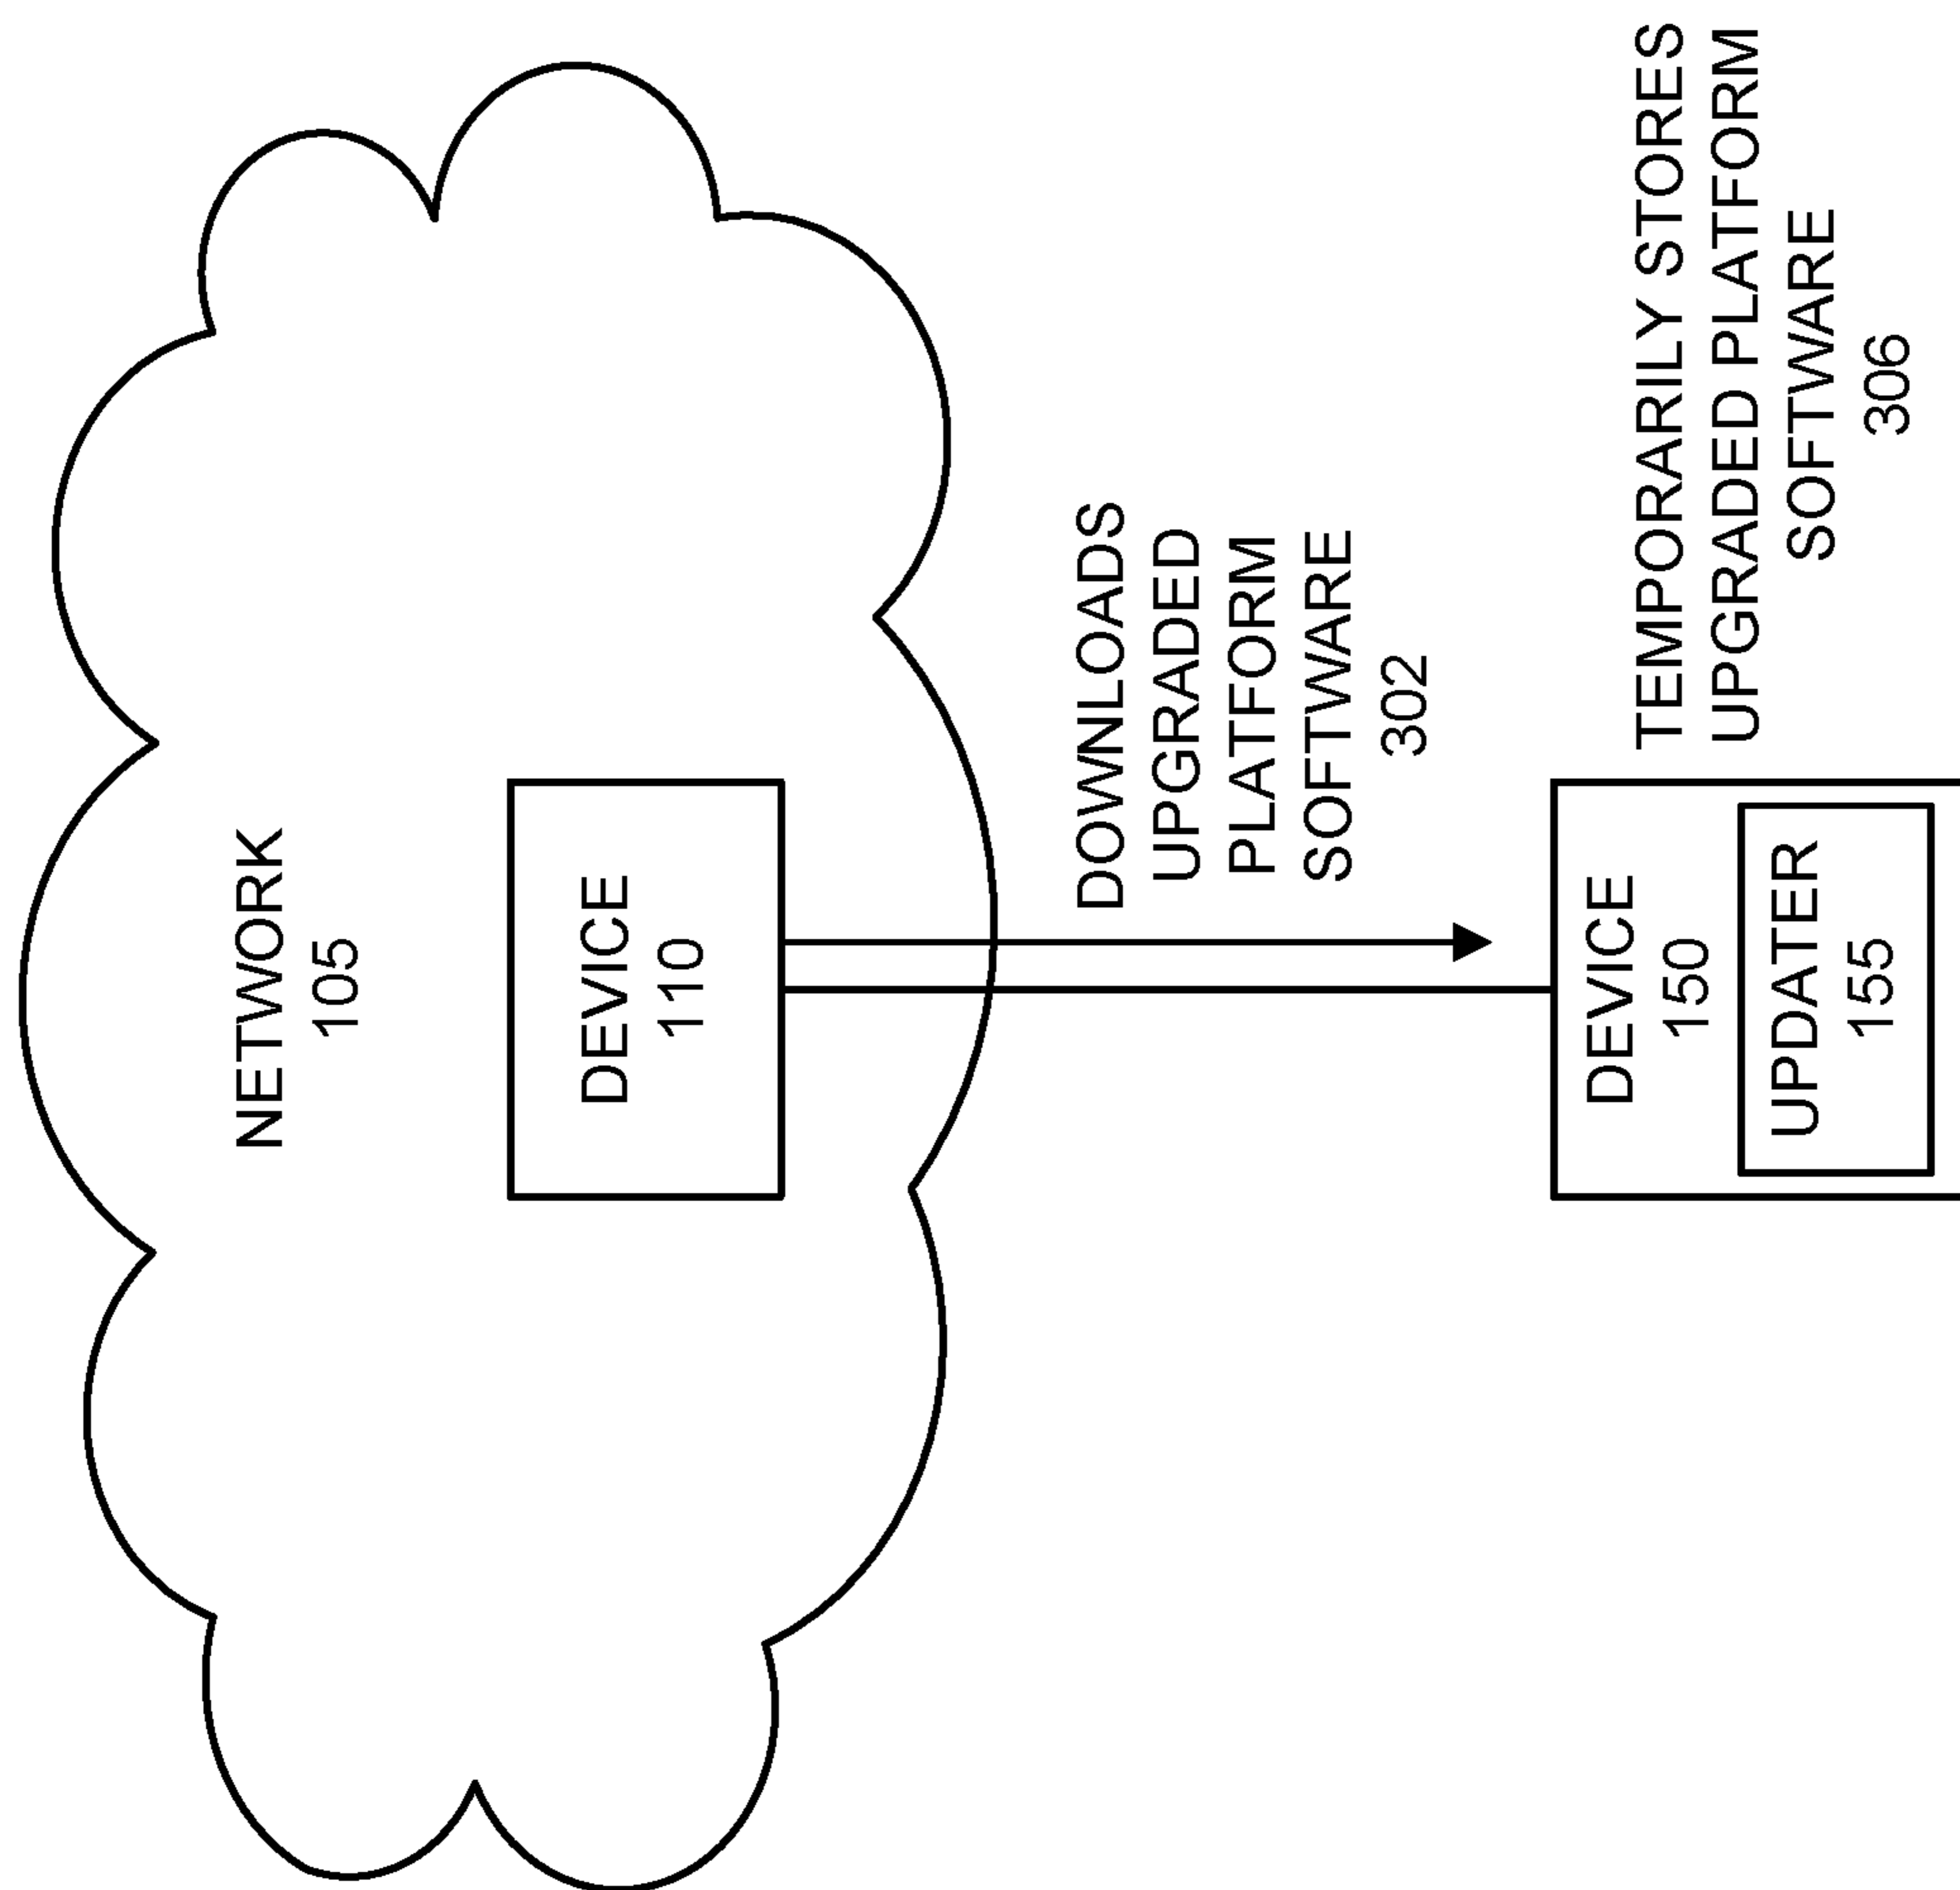 NETWORK
105
DEVICE
110
DOWNLOADS
UPGRADED
PLATFORM
SOFTWARE
302
DEVICE
150
UPDATER
155
TEMPORARILY STORES
UPGRADED PLATFORM
SOFTWARE
306